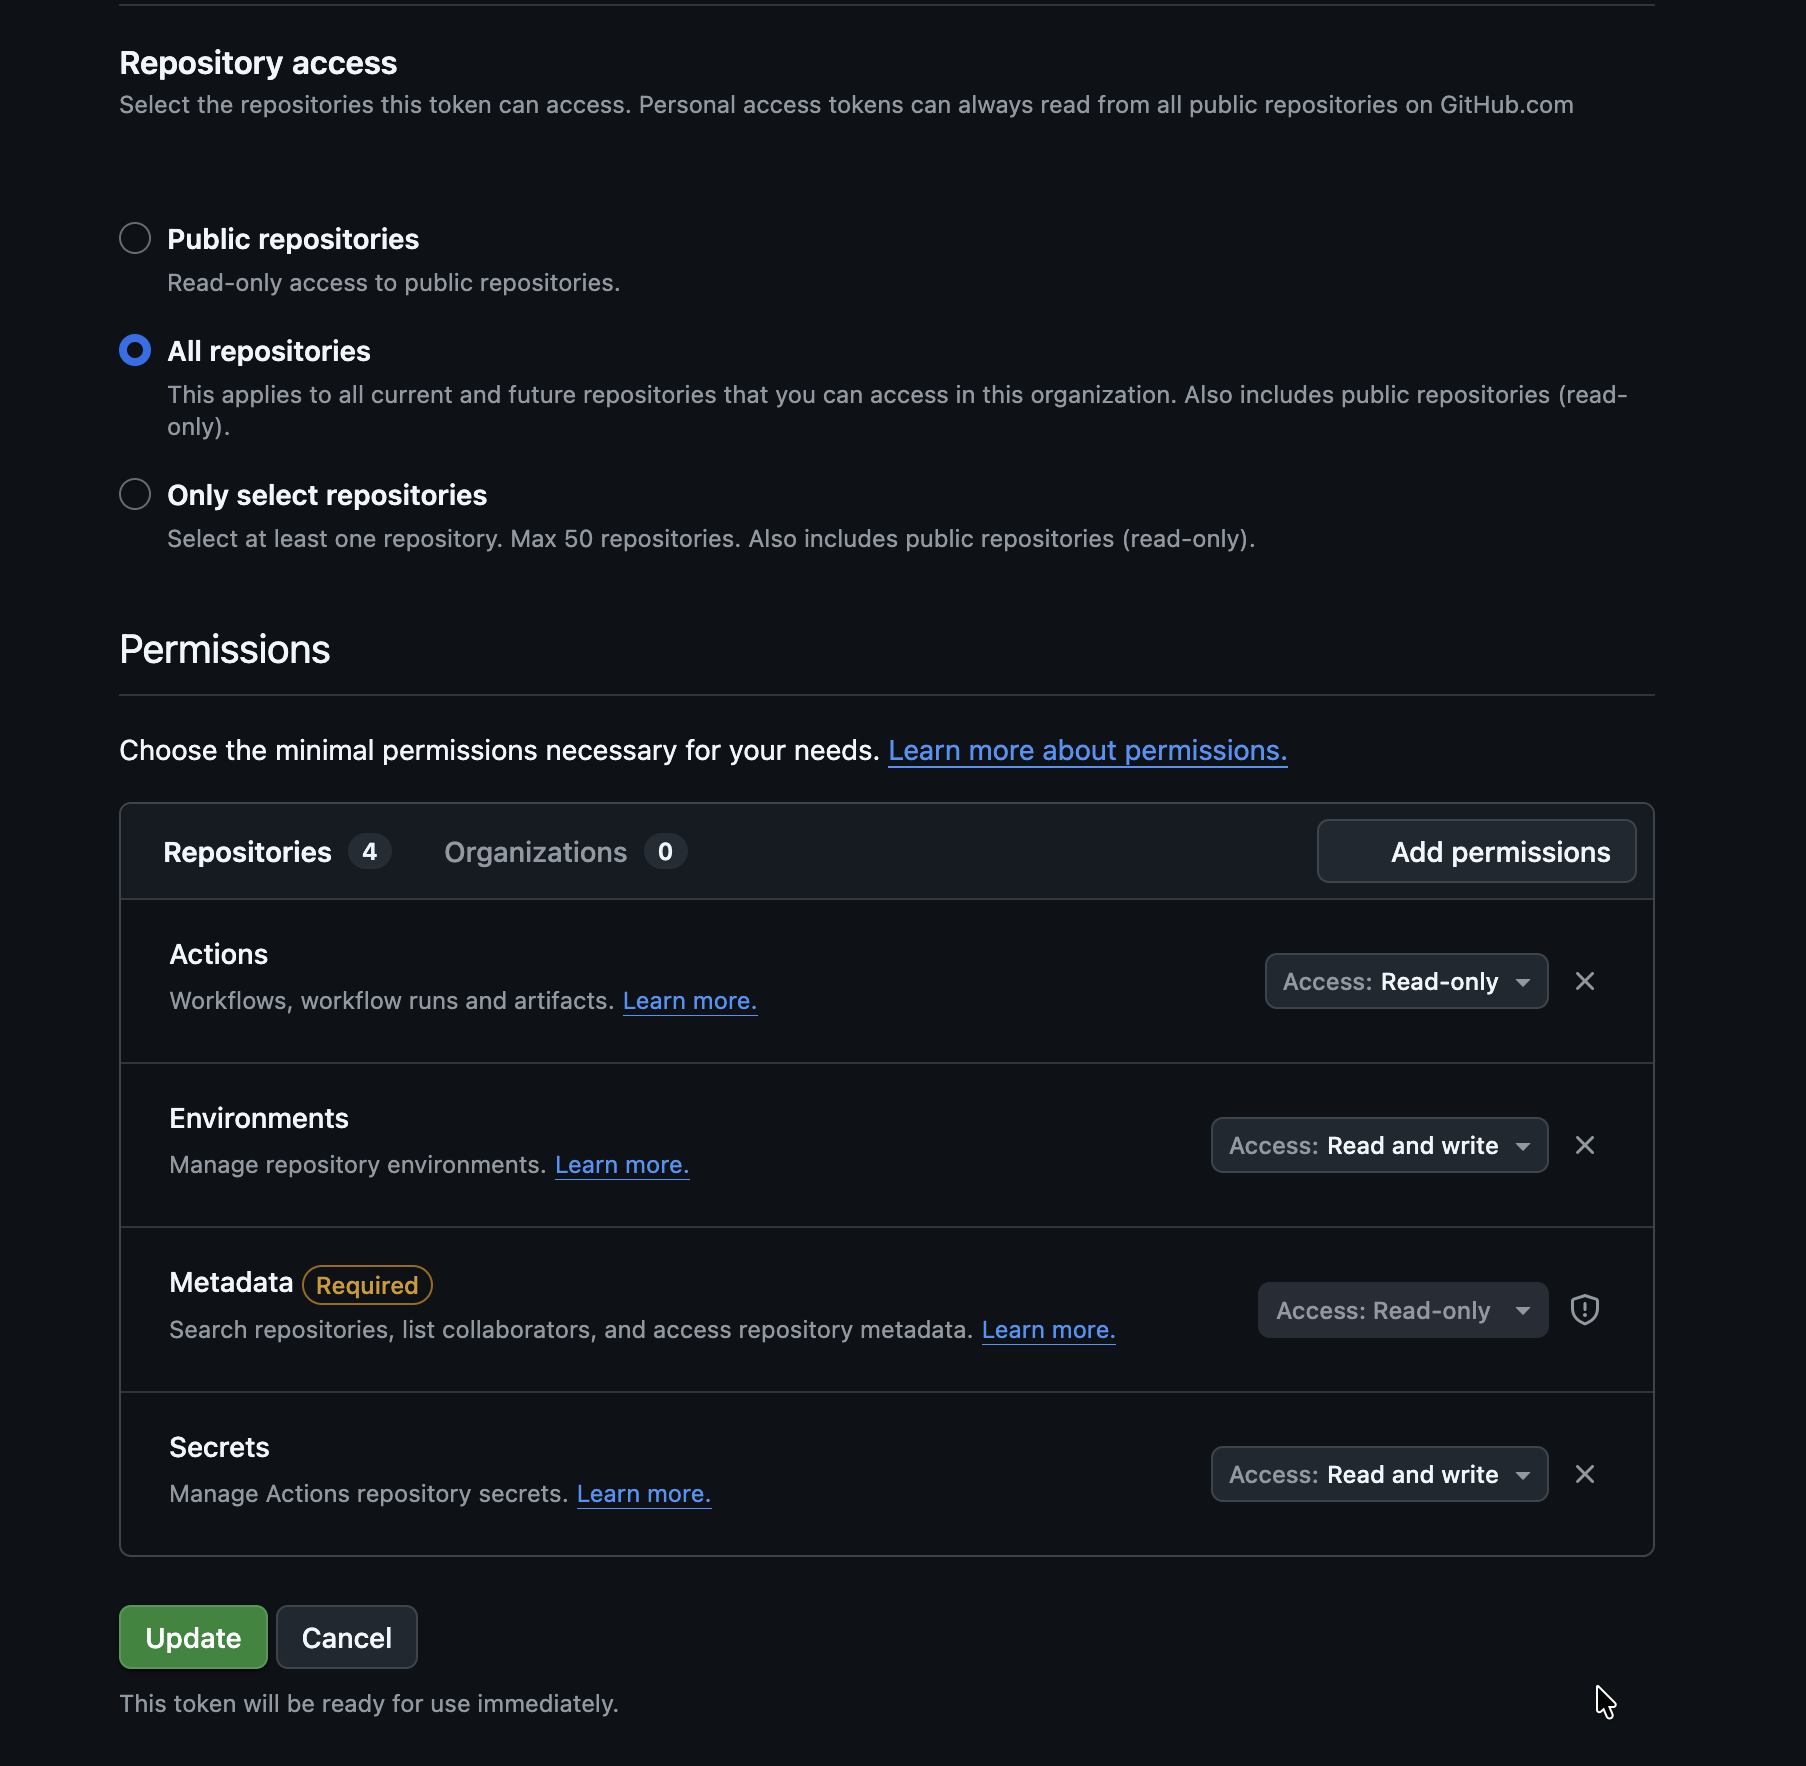 Repository access
Select the repositories this token can access. Personal access tokens can always read from all public repositories on GitHub.com
Public repositories
Read-only access to public repositories.
All repositories
This applies to all current and future repositories that you can access in this organization. Also includes public repositories (read-
only).
Only select repositories
Select at least one repository. Max 50 repositories. Also includes public repositories (read-only).
Permissions
Choose the minimal permissions necessary for your needs. Learn more about permissions.
Repositories 4 Organizations 0 Add permissions
Actions
Workflows, workflow runs and artifacts. Learn more.
Access: Read-only
Environments
Manage repository environments. Learn more.
Access: Read and write
Metadata Required
Search repositories, list collaborators, and access repository metadata. Learn more.
Access: Read-only
Secrets
Manage Actions repository secrets. Learn more.
Access: Read and write
Update Cancel
This token will be ready for use immediately.